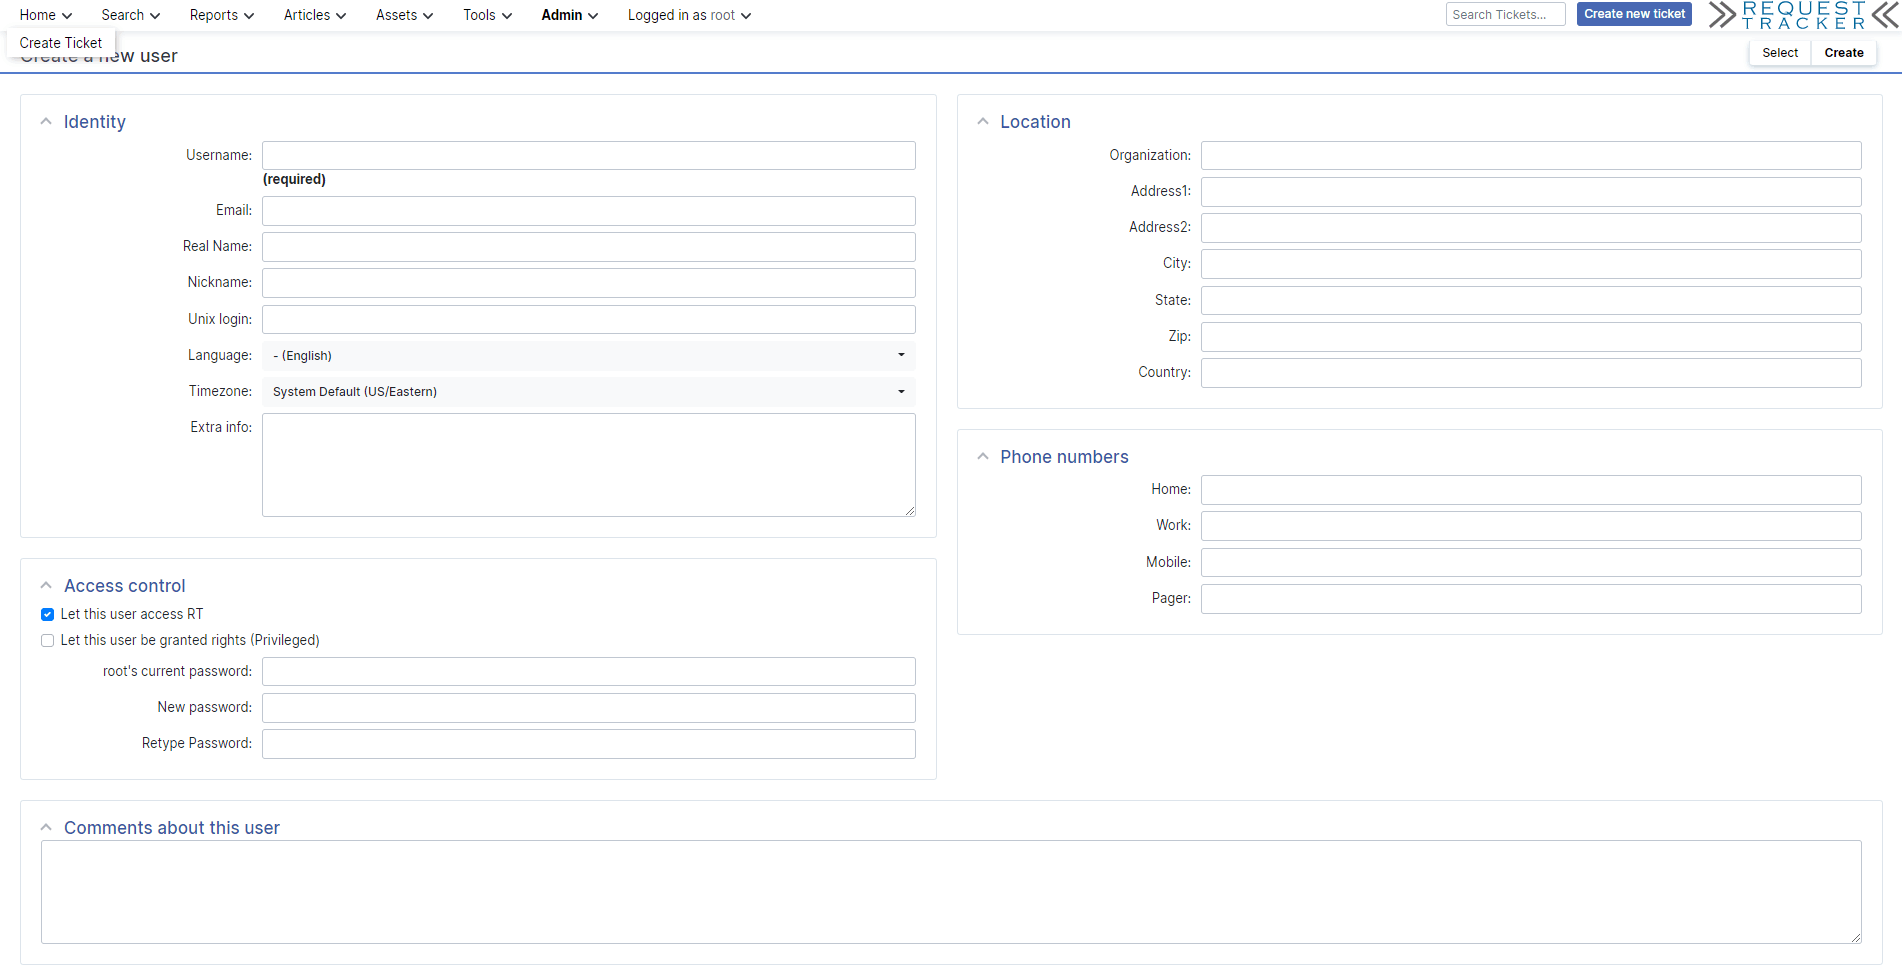 Home Search Reports Articles Assets Tools Admin Logged in as root Search Tickets... Create new ticket REQUEST TRACKER
Create Ticket
Create a new user
Select Create
Identity
Username:
(required)
Email:
Real Name:
Nickname:
Unix login:
Language: - (English)
Timezone: System Default (US/Eastern)
Extra info:
Access control
Let this user access RT
Let this user be granted rights (Privileged)
root's current password:
New password:
Retype Password:
Location
Organization:
Address1:
Address2:
City:
State:
Zip:
Country:
Phone numbers
Home:
Work:
Mobile:
Pager:
Comments about this user